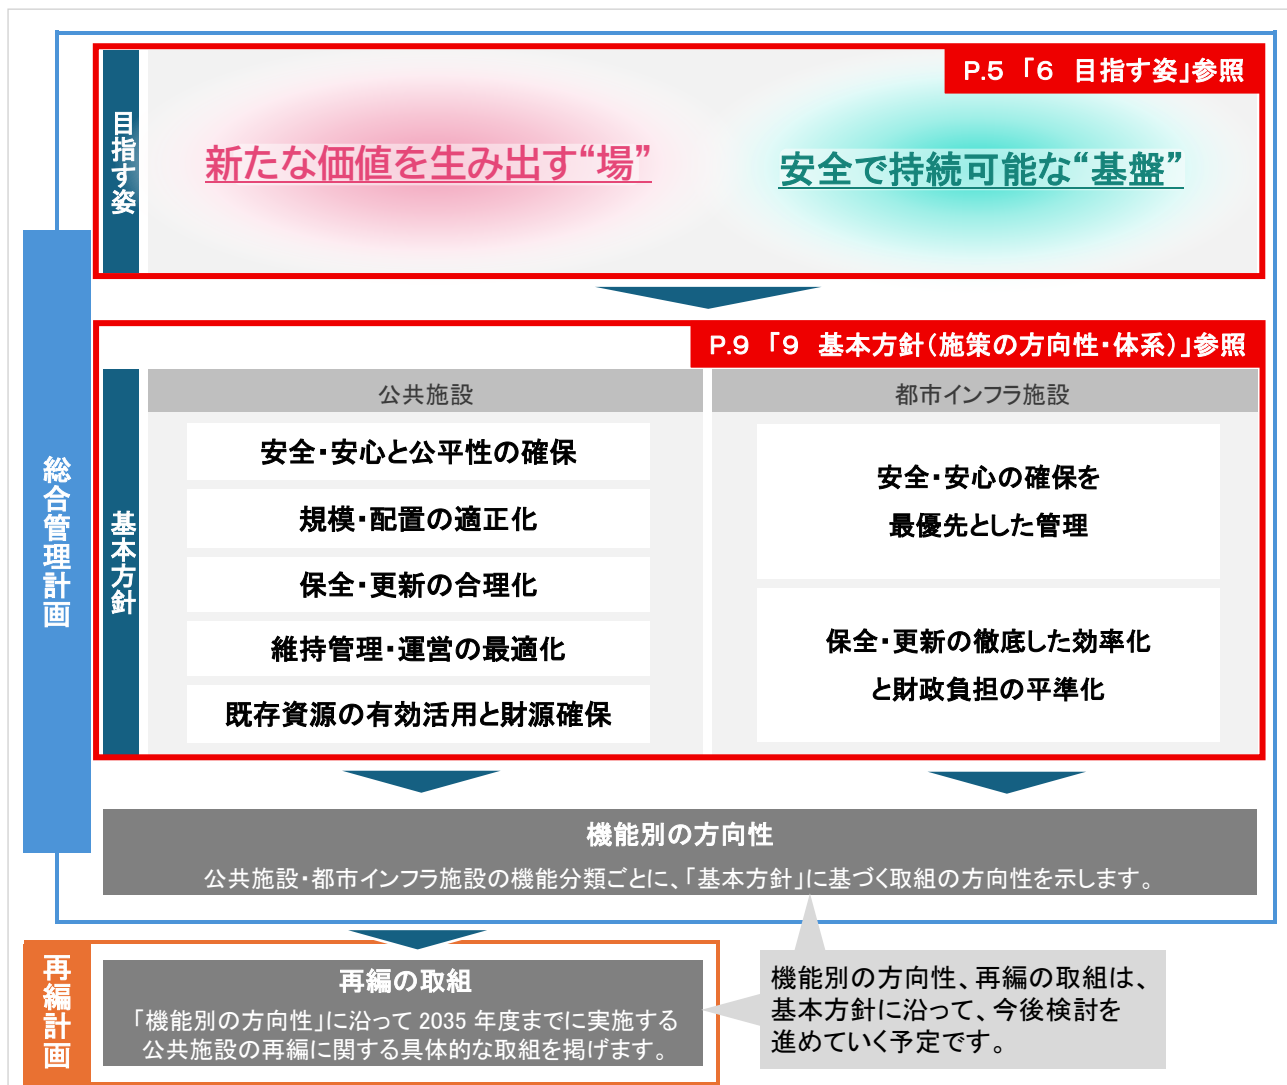 P.5 「6 目指す姿」参照
目指す姿
新たな価値を生み出す“場”
安全で持続可能な“基盤”
P.9 「9 基本方針(施策の方向性・体系)」参照
総合管理計画
基本方針
公共施設
安全・安心と公平性の確保
規模・配置の適正化
保全・更新の合理化
維持管理・運営の最適化
既存資源の有効活用と財源確保
都市インフラ施設
安全・安心の確保を
最優先とした管理
保全・更新の徹底した効率化
と財政負担の平準化
機能別の方向性
公共施設・都市インフラ施設の機能分類ごとに、「基本方針」に基づく取組の方向性を示します。
再編計画
再編の取組
「機能別の方向性」に沿って 2035 年度までに実施する
公共施設の再編に関する具体的な取組を掲げます。
機能別の方向性、再編の取組は、
基本方針に沿って、今後検討を
進めていく予定です。